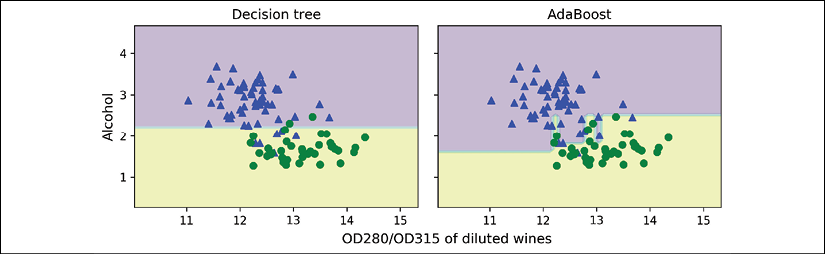 Decision tree
AdaBoost
Alcohol
4
3
2
1
11 12 13 14 15
11 12 13 14 15
OD280/OD315 of diluted wines